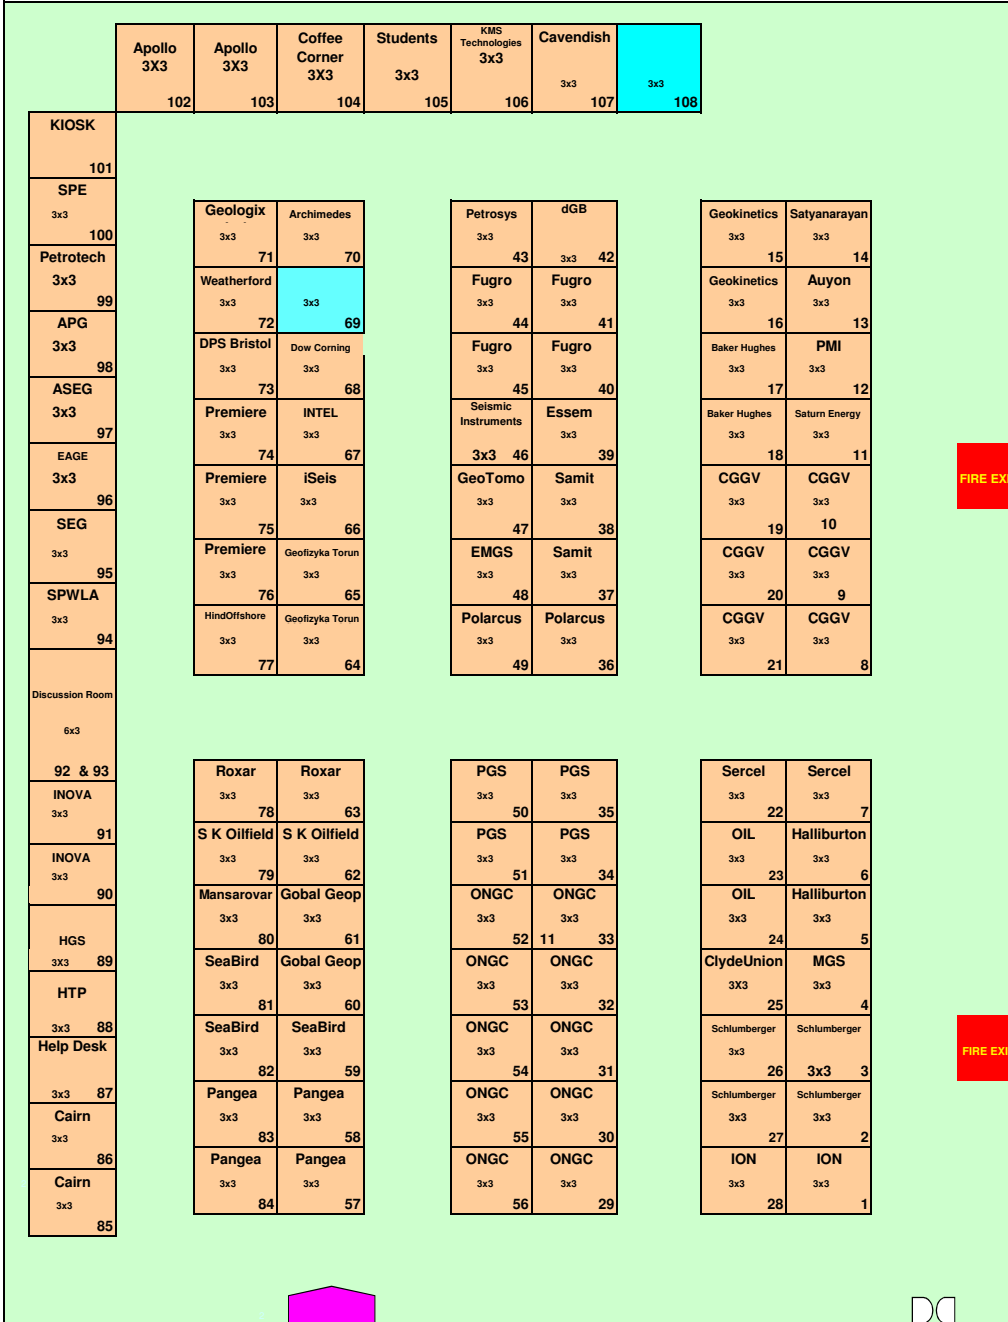 Apollo
3X3
102
Apollo
3X3
103
Coffee
Corner
3X3
104
Students
3x3
105
KMS
Technologies
3x3
106
Cavendish
3x3
107
3x3
108
KIOSK
101
SPE
3x3
100
Petrotech
3x3
99
APG
3x3
98
ASEG
3x3
97
EAGE
3x3
96
SEG
3x3
95
SPWLA
3x3
94
Discussion Room
6x3
92 & 93
INOVA
3x3
91
INOVA
3x3
90
HGS
3X3 89
HTP
3x3 88
Help Desk
3x3 87
Cairn
3x3
86
Cairn
3x3
85
Geologix
3x3
71
Archimedes
3x3
70
Weatherford
3x3
72
3x3
69
DPS Bristol
3x3
73
Dow Corning
3x3
68
Premiere
3x3
74
INTEL
3x3
67
Premiere
3x3
75
iSeis
3x3
66
Premiere
3x3
76
Geofizyka Torun
3x3
65
HindOffshore
3x3
77
Geofizyka Torun
3x3
64
Petrosys
3x3
43
dGB
3x3 42
Fugro
3x3
44
Fugro
3x3
41
Fugro
3x3
45
Fugro
3x3
40
Seismic
Instruments
3x3 46
Essem
3x3
39
GeoTomo
3x3
47
Samit
3x3
38
EMGS
3x3
48
Samit
3x3
37
Polarcus
3x3
49
Polarcus
3x3
36
Geokinetics
3x3
15
Satyanarayan
3x3
14
Geokinetics
3x3
16
Auyon
3x3
13
Baker Hughes
3x3
17
PMI
3x3
12
Baker Hughes
3x3
18
Saturn Energy
3x3
11
CGGV
3x3
19
CGGV
3x3
10
CGGV
3x3
20
CGGV
3x3
9
CGGV
3x3
21
CGGV
3x3
8
FIRE EXI
Roxar
3x3
78
Roxar
3x3
63
S K Oilfield
3x3
79
S K Oilfield
3x3
62
Mansarovar
3x3
80
Gobal Geop
3x3
61
SeaBird
3x3
81
Gobal Geop
3x3
60
SeaBird
3x3
82
SeaBird
3x3
59
Pangea
3x3
83
Pangea
3x3
58
Pangea
3x3
84
Pangea
3x3
57
PGS
3x3
50
PGS
3x3
35
PGS
3x3
51
PGS
3x3
34
ONGC
3x3
52
ONGC
3x3
11 33
ONGC
3x3
53
ONGC
3x3
32
ONGC
3x3
54
ONGC
3x3
31
ONGC
3x3
55
ONGC
3x3
30
ONGC
3x3
56
ONGC
3x3
29
Sercel
3x3
22
Sercel
3x3
7
OIL
3x3
23
Halliburton
3x3
6
OIL
3x3
24
Halliburton
3x3
5
ClydeUnion
3X3
25
MGS
3x3
4
Schlumberger
3x3
26
Schlumberger
3x3 3
Schlumberger
3x3
27
Schlumberger
3x3
2
ION
3x3
28
ION
3x3
1
FIRE EXI